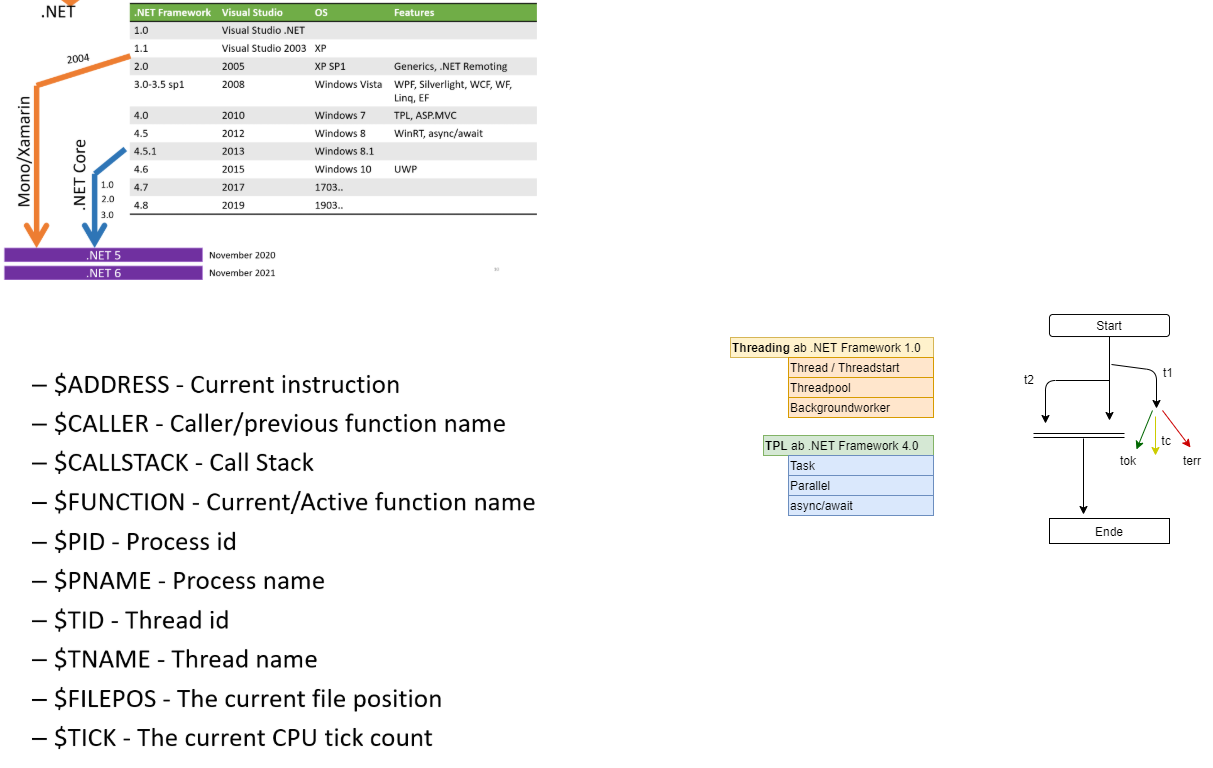 .NET
.NET Framework Visual Studio OS Features
1.0 Visual Studio .NET
1.1 Visual Studio 2003 XP
2.0 2005 XP SP1 Generics, .NET Remoting
3.0-3.5 sp1 2008 Windows Vista WPF, Silverlight, WCF, WF,
Linq, EF
4.0 2010 Windows 7 TPL, ASP.MVC
4.5 2012 Windows 8 WinRT, async/await
4.5.1 2013 Windows 8.1
4.6 2015 Windows 10 UWP
4.7 2017 1703..
4.8 2019 1903..
2004
Mono/Xamarin
.NET Core
1.0
2.0
3.0
.NET 5 November 2020
.NET 6 November 2021
– $ADDRESS - Current instruction
– $CALLER - Caller/previous function name
– $CALLSTACK - Call Stack
– $FUNCTION - Current/Active function name
– $PID - Process id
– $PNAME - Process name
– $TID - Thread id
– $TNAME - Thread name
– $FILEPOS - The current file position
– $TICK - The current CPU tick count
Threading ab .NET Framework 1.0
Thread / Threadstart
Threadpool
Backgroundworker
TPL ab .NET Framework 4.0
Task
Parallel
async/await
Start
t2
t1
tok
tc
terr
Ende